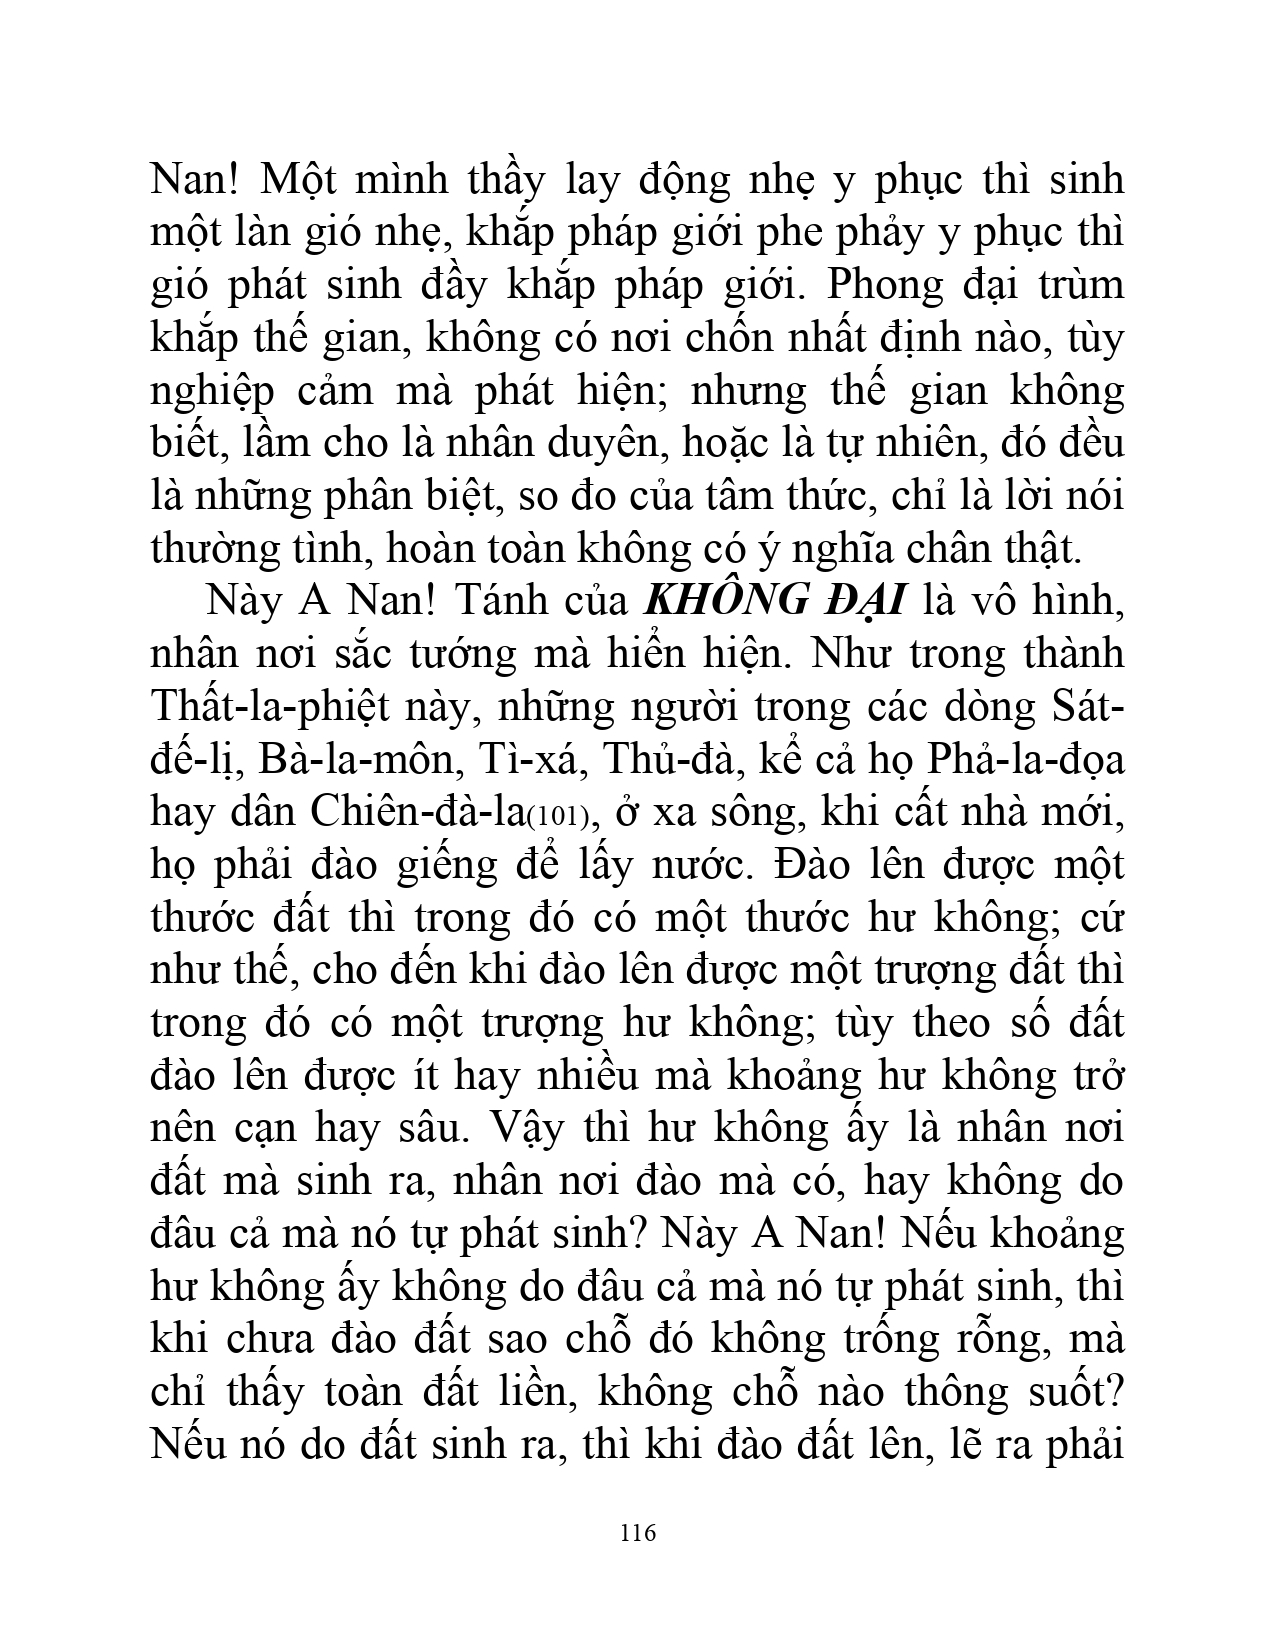 Nan! Một mình thầy lay động nhẹ y phục thì sinh
một làn gió nhẹ, khắp pháp giới phe phảy y phục thì
gió phát sinh đầy khắp pháp giới. Phong đại trùm
khắp thế gian, không có nơi chốn nhất định nào, tùy
nghiệp cảm mà phát hiện; nhưng thế gian không
biết, lầm cho là nhân duyên, hoặc là tự nhiên, đó đều
là những phân biệt, so đo của tâm thức, chỉ là lời nói
thường tình, hoàn toàn không có ý nghĩa chân thật.
Này A Nan! Tánh của KHÔNG ĐẠI là vô hình,
nhân nơi sắc tướng mà hiển hiện. Như trong thành
Thất-la-phiệt này, những người trong các dòng Sát-
đế-lị, Bà-la-môn, Tì-xá, Thủ-đà, kể cả họ Phả-la-đọa
hay dân Chiên-đà-la(101), ở xa sông, khi cất nhà mới,
họ phải đào giếng để lấy nước. Đào lên được một
thước đất thì trong đó có một thước hư không; cứ
như thế, cho đến khi đào lên được một trượng đất thì
trong đó có một trượng hư không; tùy theo số đất
đào lên được ít hay nhiều mà khoảng hư không trở
nên cạn hay sâu. Vậy thì hư không ấy là nhân nơi
đất mà sinh ra, nhân nơi đào mà có, hay không do
đâu cả mà nó tự phát sinh? Này A Nan! Nếu khoảng
hư không ấy không do đâu cả mà nó tự phát sinh, thì
khi chưa đào đất sao chỗ đó không trống rỗng, mà
chỉ thấy toàn đất liền, không chỗ nào thông suốt?
Nếu nó do đất sinh ra, thì khi đào đất lên, lẽ ra phải
116